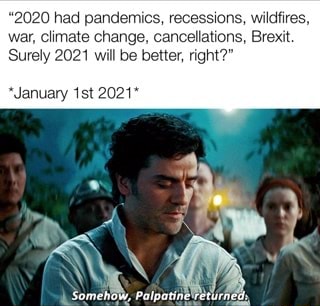 “2020 had pandemics, recessions, wildfires,
war, climate change, cancellations, Brexit.
Surely 2021 will be better, right?”
*January 1st 2021*
Somehow, Palpatine returned.